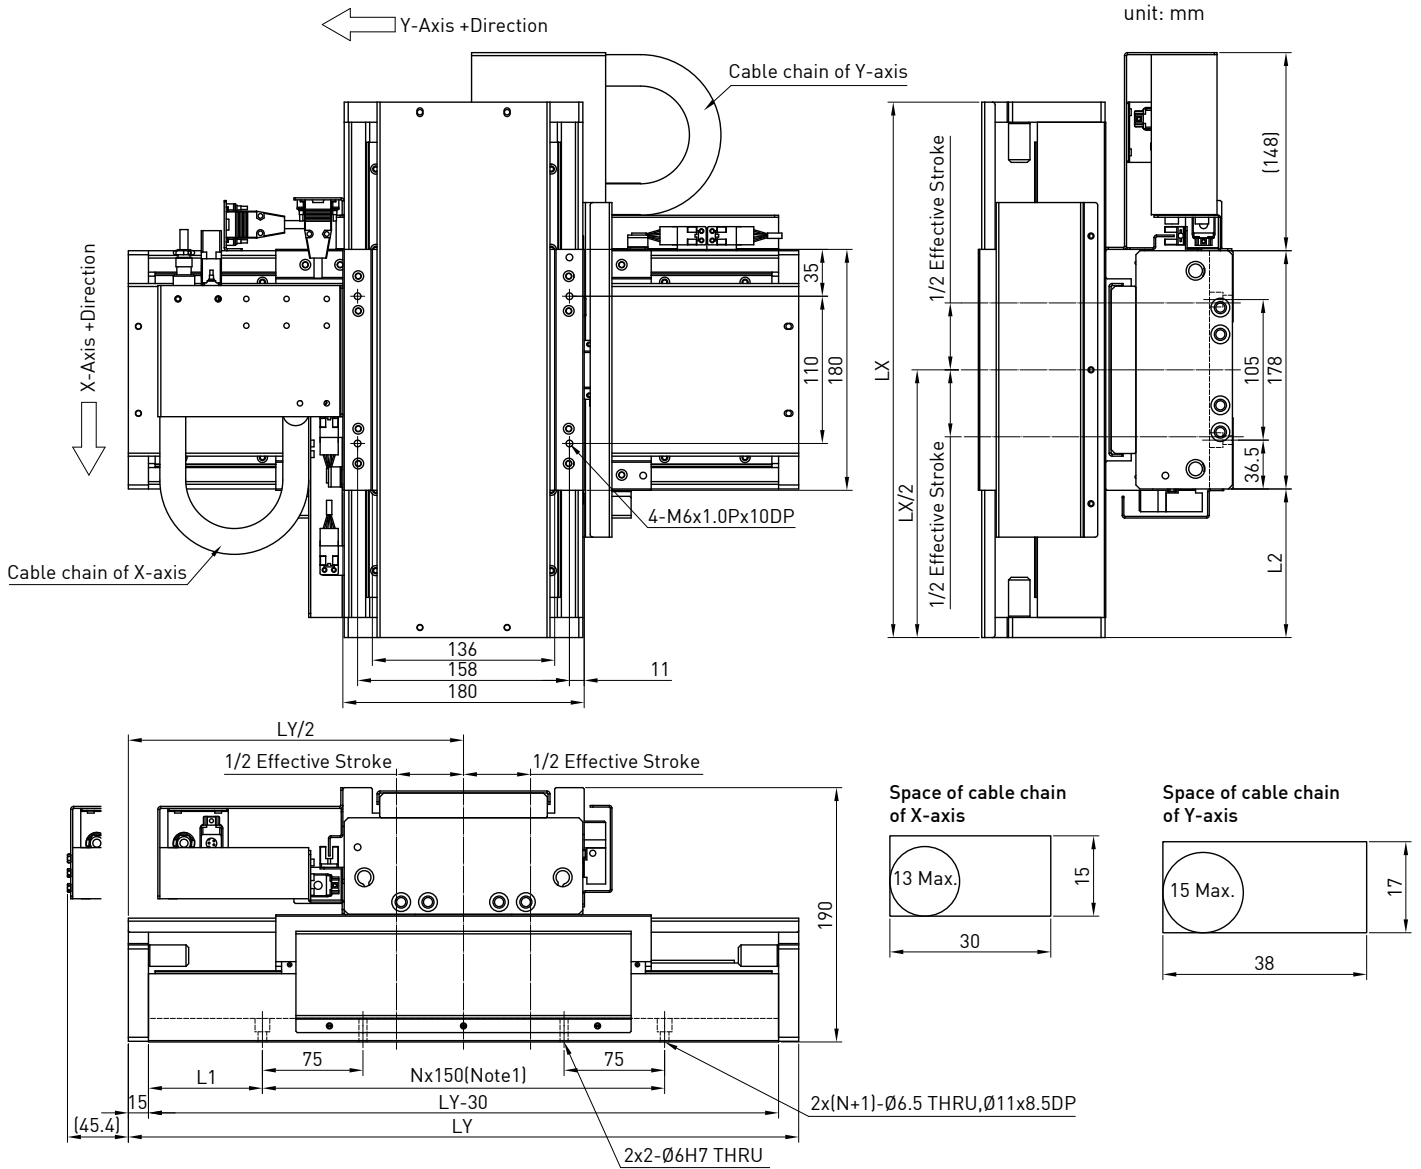 unit: mm
Y-Axis +Direction
Cable chain of Y-axis
(148)
1/2 Effective Stroke
X-Axis +Direction
35
110
180
LX
105
178
36.5
LX/2
1/2 Effective Stroke
L2
4-M6x1.0Px10DP
Cable chain of X-axis
136
158
11
180
LY/2
1/2 Effective Stroke
1/2 Effective Stroke
Space of cable chain
of X-axis
Space of cable chain
of Y-axis
13 Max.
15
15 Max.
17
30
38
190
75
75
L1
Nx150(Note1)
15
LY-30
2x(N+1)-Ø6.5 THRU,Ø11x8.5DP
(45.4)
LY
2x2-Ø6H7 THRU